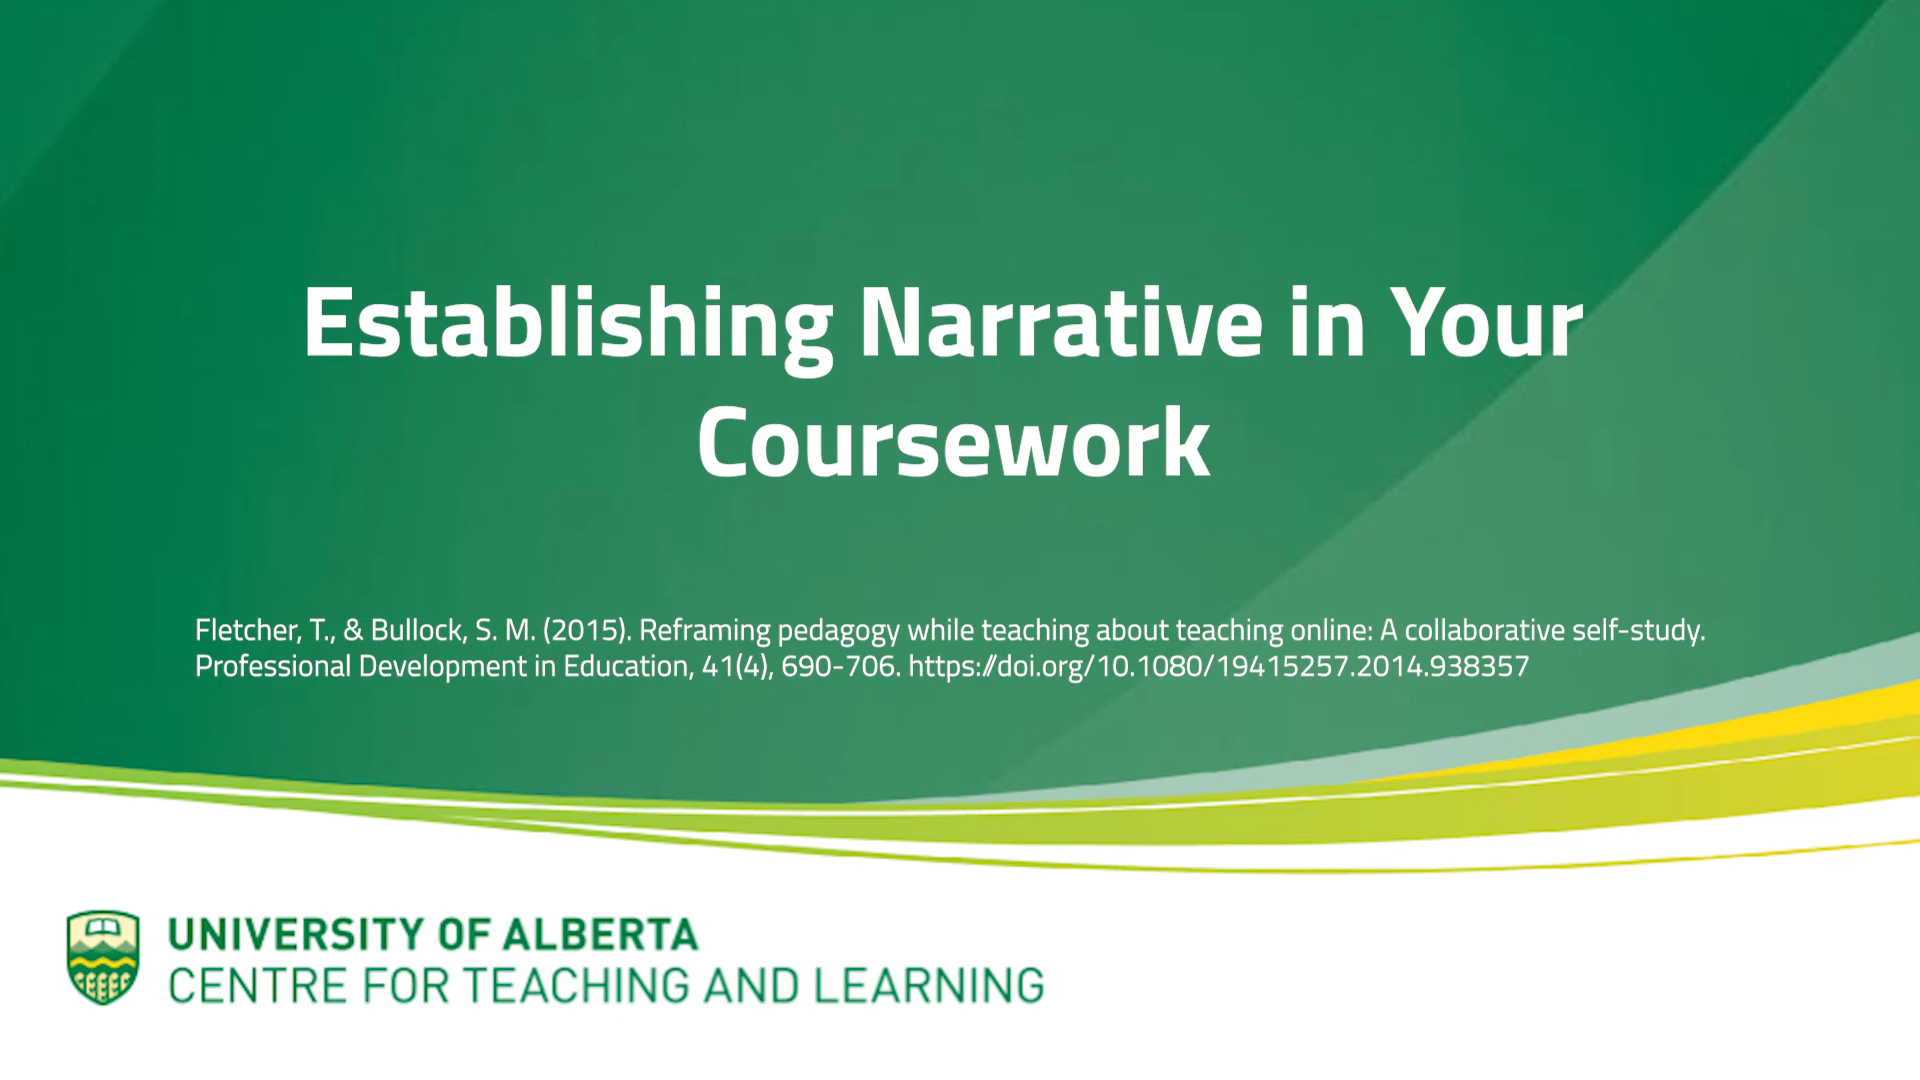 Establishing Narrative in Your
Coursework
Fletcher, T., & Bullock, S. M. (2015). Reframing pedagogy while teaching about teaching online: A collaborative self-study.
Professional Development in Education, 41(4), 690-706. https://doi.org/10.1080/19415257.2014.938357
UNIVERSITY OF ALBERTA
CENTRE FOR TEACHING AND LEARNING